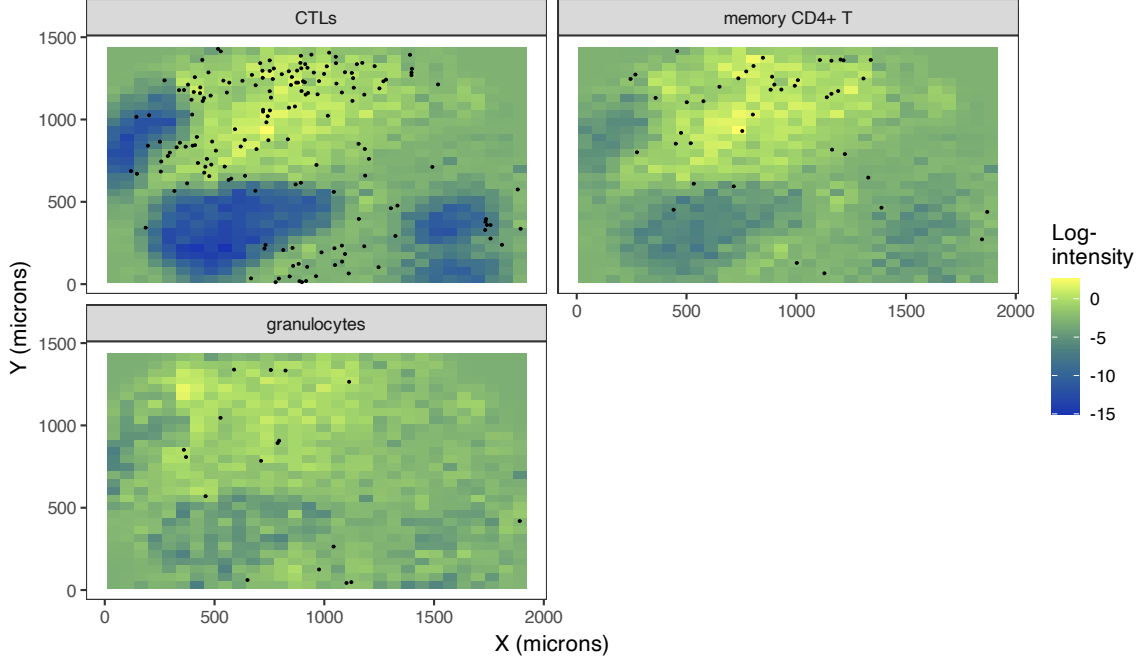 CTLs
memory CD4+ T
1500
1000
500
0
0 500 1000 1500 2000
granulocytes
1500
1000
500
0
0 500 1000 1500 2000
Y (microns)
X (microns)
Log-
intensity
0
-5
-10
-15